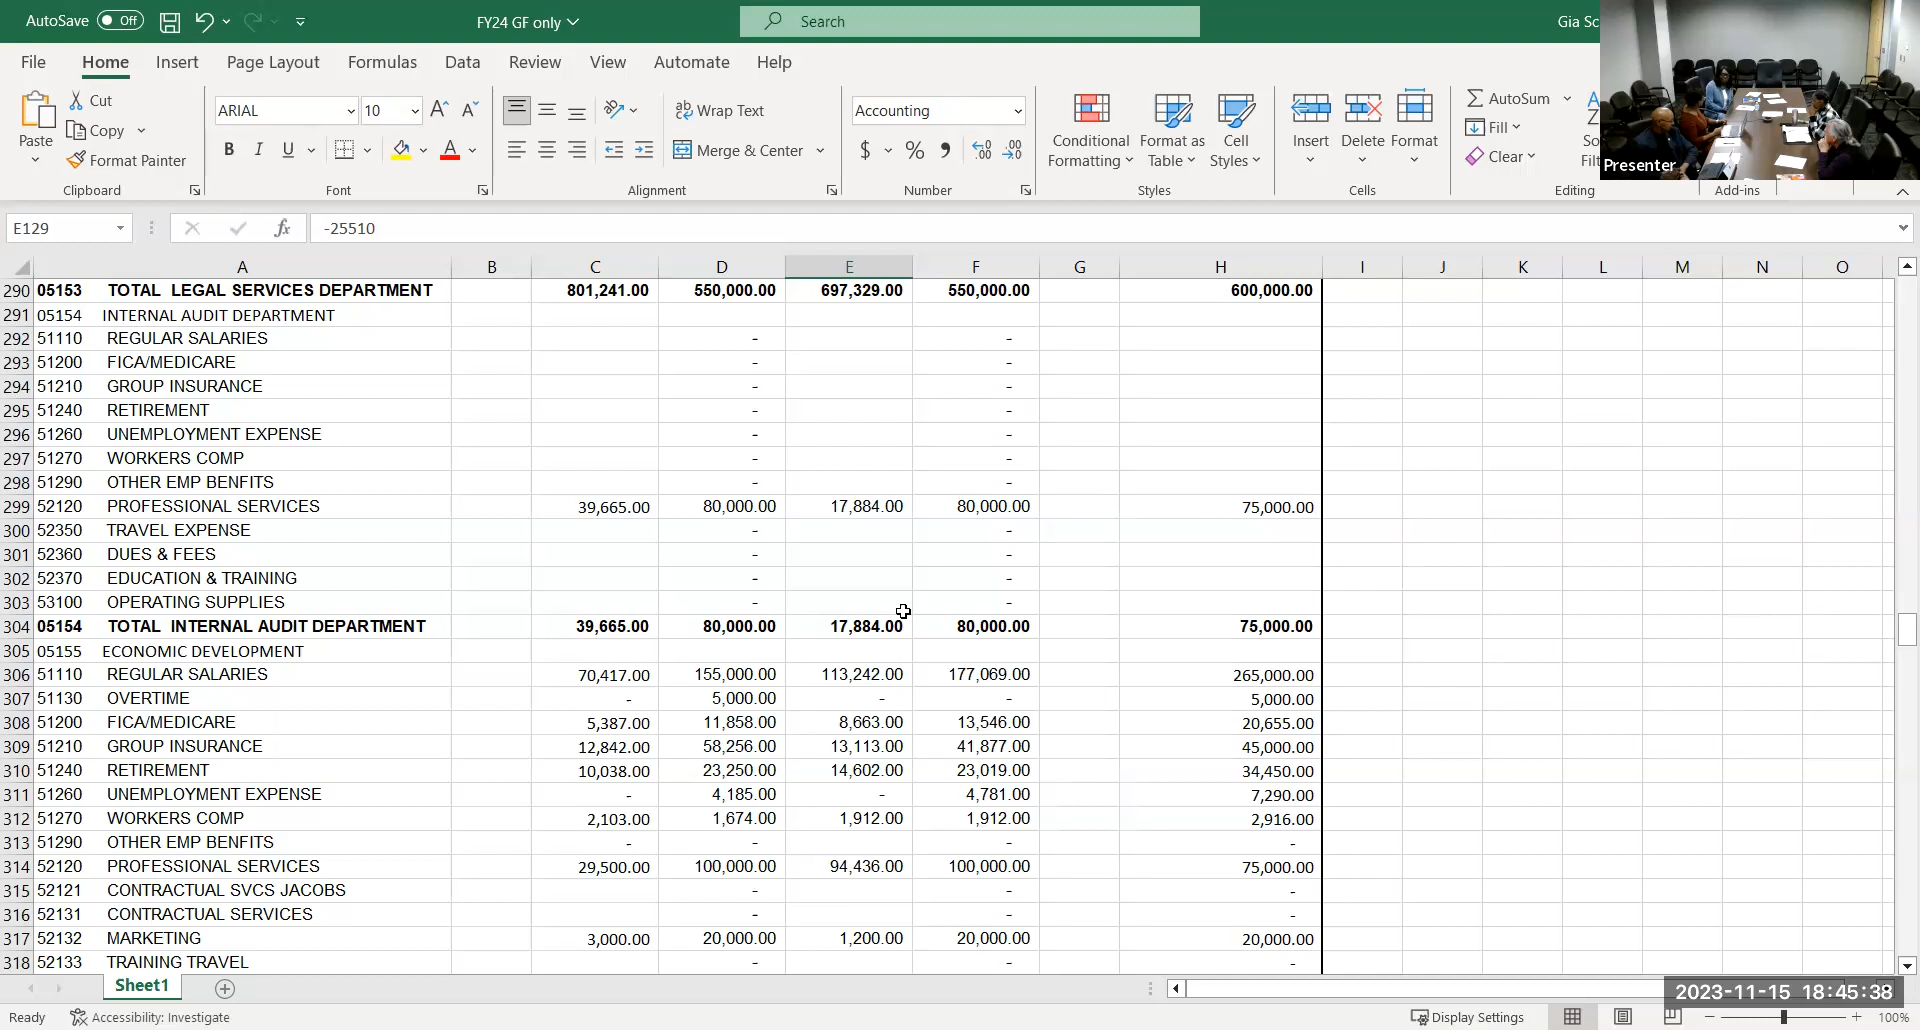 AutoSave Off FY24 GF only Search Gia Sc
File Home Insert Page Layout Formulas Data Review View Automate Help
Paste Cut Copy Format Painter Clipboard
ARIAL 10 B I U Font
Wrap Text Merge & Center Alignment
Accounting $ % Number
Conditional Formatting Format as Table Cell Styles Styles
Insert Delete Format Cells
AutoSum Fill Clear Editing
Add-ins
Presenter
E129 fx -25510
A B C D E F G H I J K L M N O
290 05153 TOTAL LEGAL SERVICES DEPARTMENT 801,241.00 550,000.00 697,329.00 550,000.00 600,000.00
291 05154 INTERNAL AUDIT DEPARTMENT
292 51110 REGULAR SALARIES - -
293 51200 FICA/MEDICARE - -
294 51210 GROUP INSURANCE - -
295 51240 RETIREMENT - -
296 51260 UNEMPLOYMENT EXPENSE - -
297 51270 WORKERS COMP - -
298 51290 OTHER EMP BENFITS - -
299 52120 PROFESSIONAL SERVICES 39,665.00 80,000.00 17,884.00 80,000.00 75,000.00
300 52350 TRAVEL EXPENSE - -
301 52360 DUES & FEES - -
302 52370 EDUCATION & TRAINING - -
303 53100 OPERATING SUPPLIES - -
304 05154 TOTAL INTERNAL AUDIT DEPARTMENT 39,665.00 80,000.00 17,884.00 80,000.00 75,000.00
305 05155 ECONOMIC DEVELOPMENT
306 51110 REGULAR SALARIES 70,417.00 155,000.00 113,242.00 177,069.00 265,000.00
307 51130 OVERTIME - 5,000.00 - - 5,000.00
308 51200 FICA/MEDICARE 5,387.00 11,858.00 8,663.00 13,546.00 20,655.00
309 51210 GROUP INSURANCE 12,842.00 58,256.00 13,113.00 41,877.00 45,000.00
310 51240 RETIREMENT 10,038.00 23,250.00 14,602.00 23,019.00 34,450.00
311 51260 UNEMPLOYMENT EXPENSE - 4,185.00 - 4,781.00 7,290.00
312 51270 WORKERS COMP 2,103.00 1,674.00 1,912.00 1,912.00 2,916.00
313 51290 OTHER EMP BENFITS - - - -
314 52120 PROFESSIONAL SERVICES 29,500.00 100,000.00 94,436.00 100,000.00 75,000.00
315 52121 CONTRACTUAL SVCS JACOBS - - -
316 52131 CONTRACTUAL SERVICES - - -
317 52132 MARKETING 3,000.00 20,000.00 1,200.00 20,000.00 20,000.00
318 52133 TRAINING TRAVEL - - -
Sheet1
2023-11-15 18:45:38
Ready Accessibility: Investigate Display Settings 100%